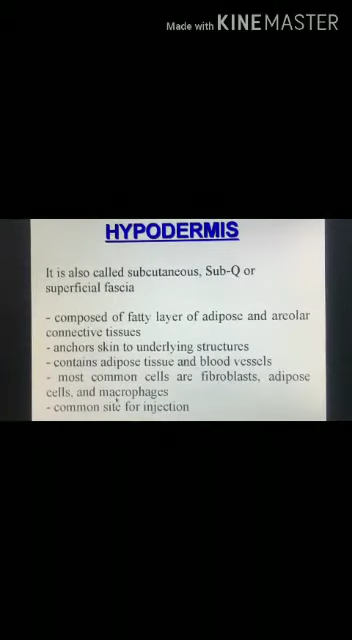 Made with KINEMASTER
HYPODERMIS
It is also called subcutaneous, Sub-Q or
superficial fascia
- composed of fatty layer of adipose and areolar
connective tissues
- anchors skin to underlying structures
- contains adipose tissue and blood vessels
- most common cells are fibroblasts, adipose
cells, and macrophages
- common site for injection